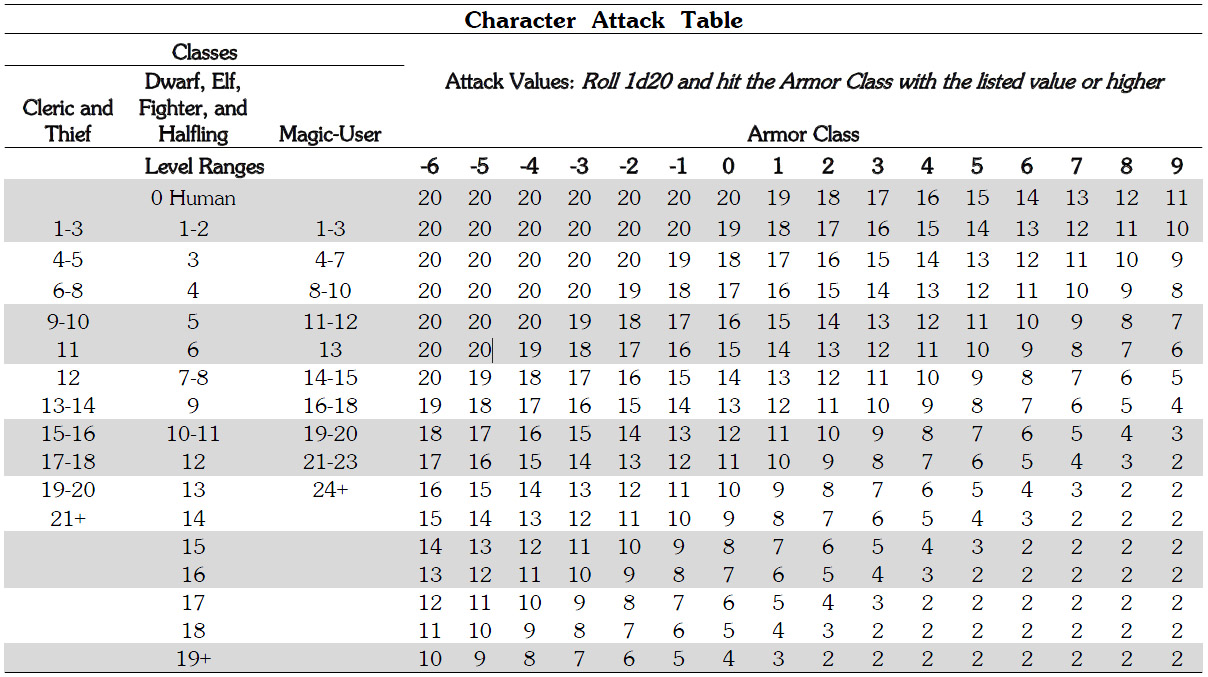 Character Attack Table
Classes
Attack Values: Roll 1d20 and hit the Armor Class with the listed value or higher
Cleric and Thief
Dwarf, Elf, Fighter, and Halfling
Magic-User
Armor Class
Level Ranges -6 -5 -4 -3 -2 -1 0 1 2 3 4 5 6 7 8 9
0 Human 20 20 20 20 20 20 20 19 18 17 16 15 14 13 12 11
1-3 1-2 1-3 20 20 20 20 20 20 19 18 17 16 15 14 13 12 11 10
4-5 3 4-7 20 20 20 20 20 19 18 17 16 15 14 13 12 11 10 9
6-8 4 8-10 20 20 20 20 19 18 17 16 15 14 13 12 11 10 9 8
9-10 5 11-12 20 20 20 19 18 17 16 15 14 13 12 11 10 9 8 7
11 6 13 20 20 19 18 17 16 15 14 13 12 11 10 9 8 7 6
12 7-8 14-15 20 19 18 17 16 15 14 13 12 11 10 9 8 7 6 5
13-14 9 16-18 19 18 17 16 15 14 13 12 11 10 9 8 7 6 5 4
15-16 10-11 19-20 18 17 16 15 14 13 12 11 10 9 8 7 6 5 4 3
17-18 12 21-23 17 16 15 14 13 12 11 10 9 8 7 6 5 4 3 2
19-20 13 24+ 16 15 14 13 12 11 10 9 8 7 6 5 4 3 2 2
21+ 14 15 14 13 12 11 10 9 8 7 6 5 4 3 2 2 2
15 14 13 12 11 10 9 8 7 6 5 4 3 2 2 2 2
16 13 12 11 10 9 8 7 6 5 4 3 2 2 2 2 2
17 12 11 10 9 8 7 6 5 4 3 2 2 2 2 2 2
18 11 10 9 8 7 6 5 4 3 2 2 2 2 2 2 2
19+ 10 9 8 7 6 5 4 3 2 2 2 2 2 2 2 2